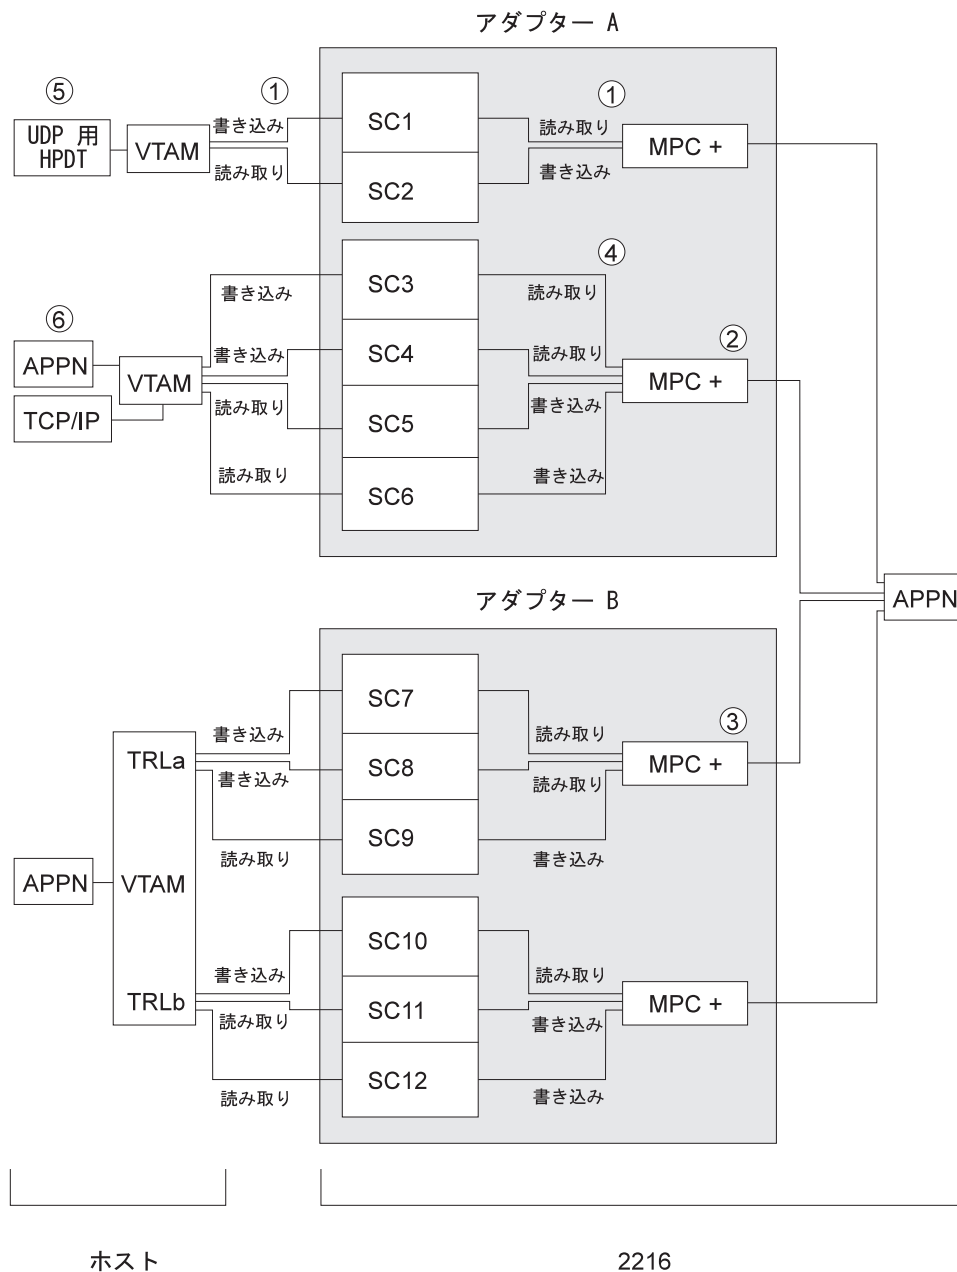 アダプター A
⑤
①
①
UDP 用
HPDT
VTAM
書き込み
読み取り
SC1
SC2
読み取り
書き込み
MPC +
④
書き込み
SC3
読み取り
⑥
②
APPN
TCP/IP
VTAM
書き込み
読み取り
読み取り
SC4
SC5
SC6
読み取り
書き込み
書き込み
MPC +
アダプター B
APPN
SC7
③
書き込み
読み取り
TRLa
書き込み
SC8
読み取り
MPC +
SC9
読み取り
書き込み
APPN
VTAM
SC10
書き込み
読み取り
TRLb
読み取り
SC11
書き込み
MPC +
SC12
読み取り
書き込み
ホスト
2216